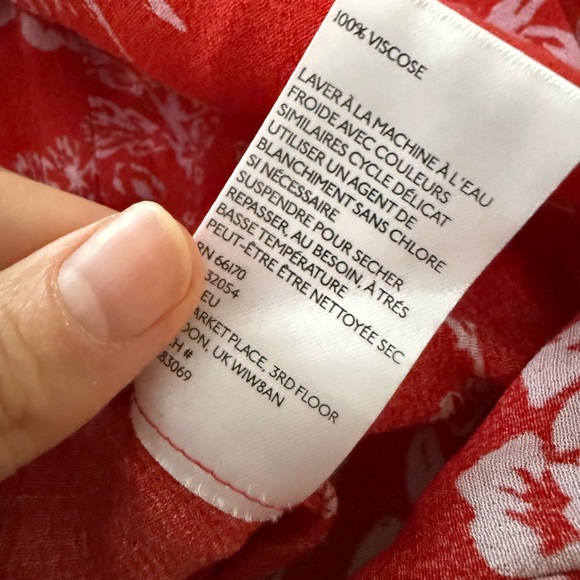 100% VISCOSE
LAVER À LA MACHINE À L'EAU
FROIDE AVEC COULEURS
SIMILAIRES CYCLE DÉLICAT
UTILISER UN AGENT DE
BLANCHIMENT SANS CHLORE
SI NÉCESSAIRE
SUSPENDRE POUR SECHER
REPASSER, AU BESOIN, À TRÉS
BASSE TEMPÉRATURE
PEUT-ÊTRE ÊTRE NETTOYÉE SEC
RN 66170
32054
EU
ARKET PLACE, 3RD FLOOR
DON, UK W1W8AN
CH #
83069